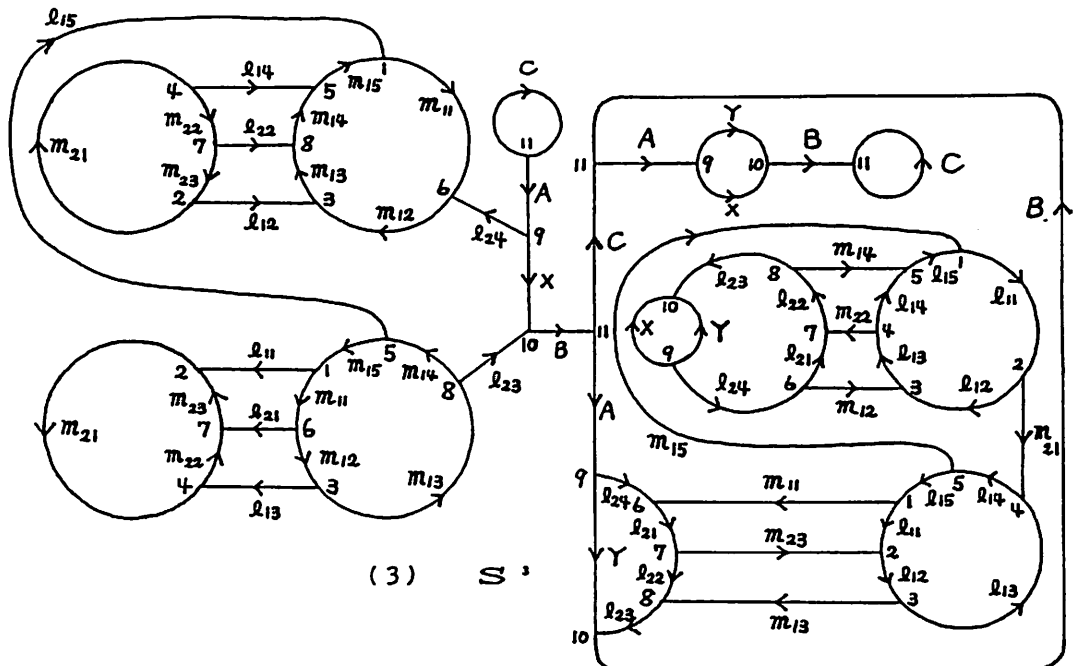 l15
C
Y
4 l14 5 m15 1 m11
A 9 10 B 11 C
11
m22 m14
X
m21 7 l22 8 11
m23 m13
A
2 l12 3 m12 6
B
l24 9
C
m14 1
l23 8 5 l15 l11
X
10 l22 l14
10 B 11
X Y 7 m22 4
l23
9 l21 l13 2
l24 6 m12 3 l12
A
5
2 l11 1 m15 m14 8
m23 m11
m15 m21
m21 7 l21 6
m22 m12
4 l13 3 m13
9 l24 6 m11 1 l15 5 l14 4
l21 l11
Y 7 m23 2
l22 l12
8 m13 3 l13
l23
10
(3) S³